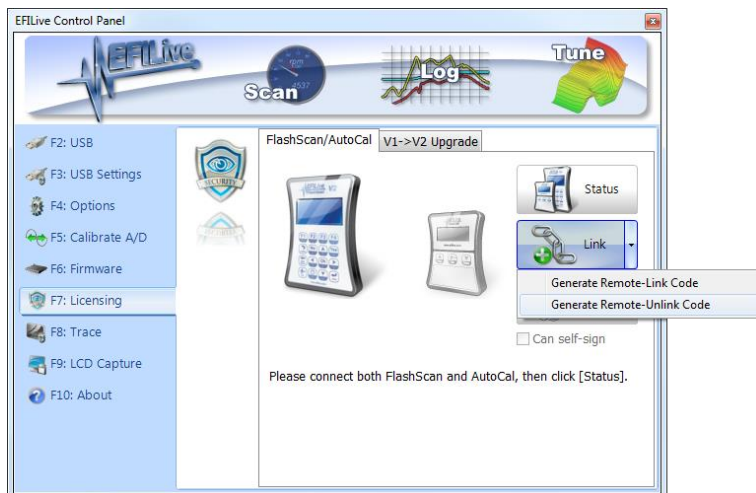 EFILive Control Panel
EFILive
Scan
rpm
4537
Log
Tune
F2: USB
F3: USB Settings
F4: Options
F5: Calibrate A/D
F6: Firmware
F7: Licensing
F8: Trace
F9: LCD Capture
F10: About
SECURITY
FlashScan/AutoCal
V1->V2 Upgrade
Status
Link
Generate Remote-Link Code
Generate Remote-Unlink Code
Can self-sign
Please connect both FlashScan and AutoCal, then click [Status].